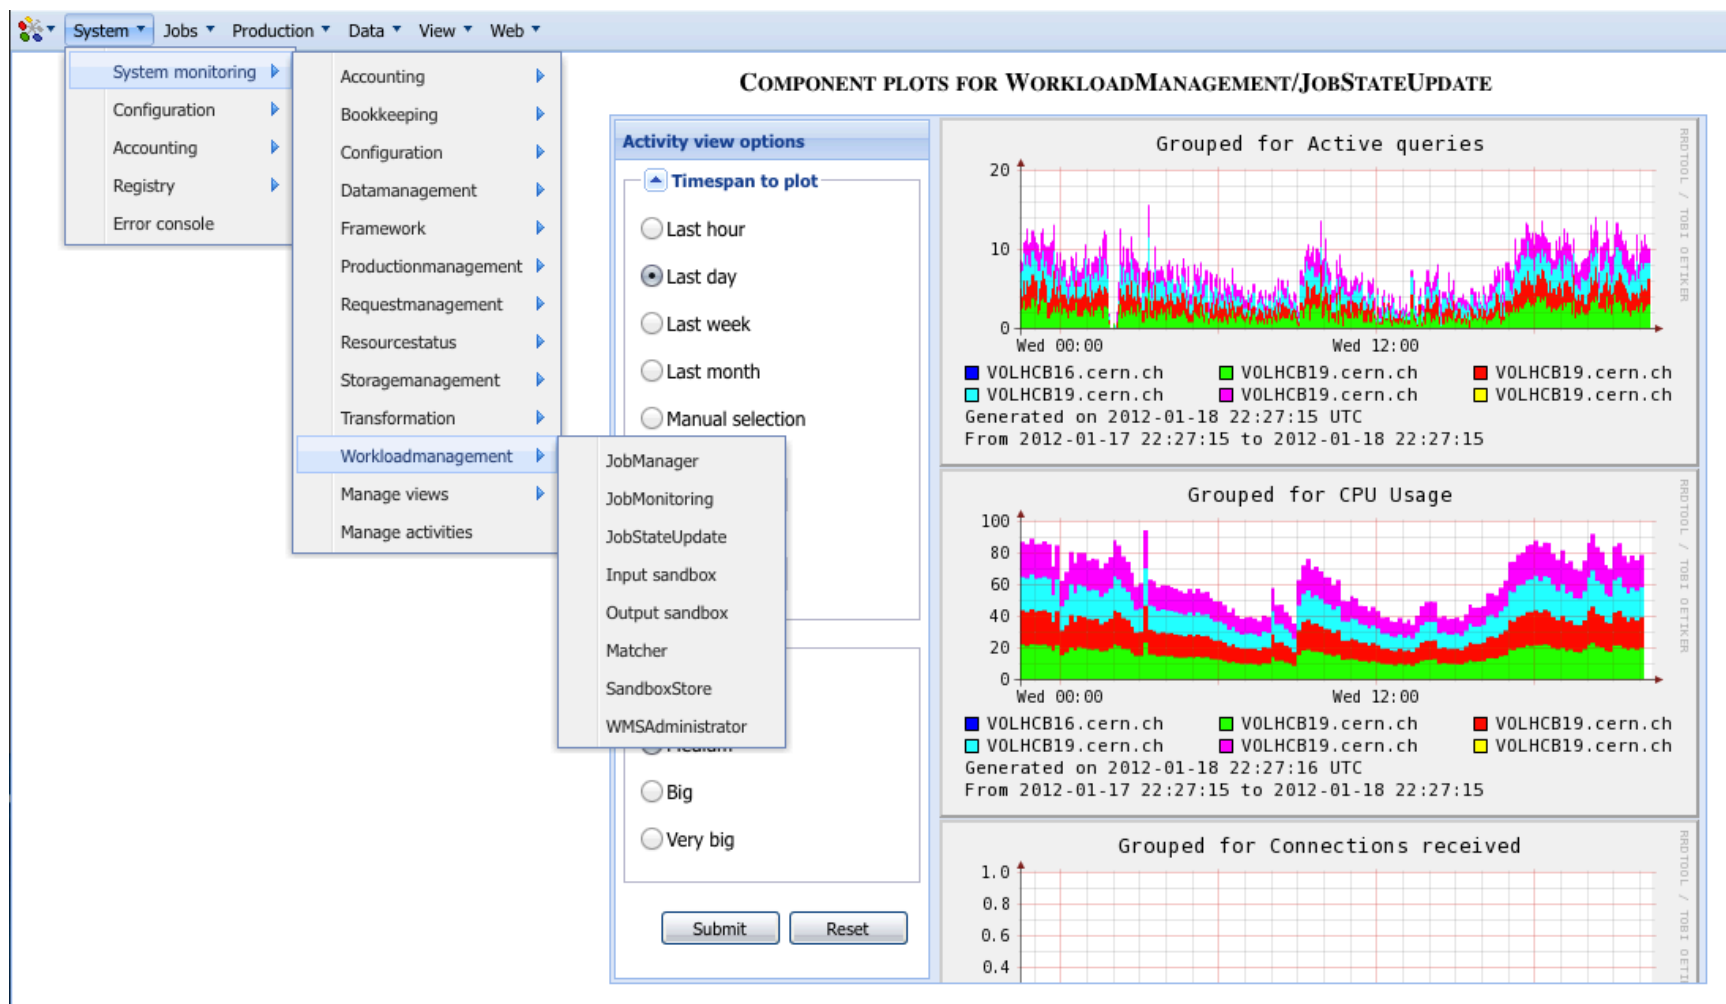 System Jobs Production Data View Web
System monitoring
Configuration
Accounting
Registry
Error console
Accounting
Bookkeeping
Configuration
Datamanagement
Framework
Productionmanagement
Requestmanagement
Resourcestatus
Storagemanagement
Transformation
Workloadmanagement
Manage views
Manage activities
JobManager
JobMonitoring
JobStateUpdate
Input sandbox
Output sandbox
Matcher
SandboxStore
WMSAdministrator
COMPONENT PLOTS FOR WORKLOADMANAGEMENT/JOBSTATEUPDATE
Activity view options
Timespan to plot
Last hour
Last day
Last week
Last month
Manual selection
Medium
Big
Very big
Submit Reset
Grouped for Active queries
20
10
0
Wed 00:00 Wed 12:00
VOLHCB16.cern.ch VOLHCB19.cern.ch VOLHCB19.cern.ch
VOLHCB19.cern.ch VOLHCB19.cern.ch VOLHCB19.cern.ch
Generated on 2012-01-18 22:27:15 UTC
From 2012-01-17 22:27:15 to 2012-01-18 22:27:15
RRDTOOL / TOBI OETIKER
Grouped for CPU Usage
100
80
60
40
20
0
Wed 00:00 Wed 12:00
VOLHCB16.cern.ch VOLHCB19.cern.ch VOLHCB19.cern.ch
VOLHCB19.cern.ch VOLHCB19.cern.ch VOLHCB19.cern.ch
Generated on 2012-01-18 22:27:16 UTC
From 2012-01-17 22:27:15 to 2012-01-18 22:27:15
RRDTOOL / TOBI OETIKER
Grouped for Connections received
1.0
0.8
0.6
0.4
RRDTOOL / TOBI OETI